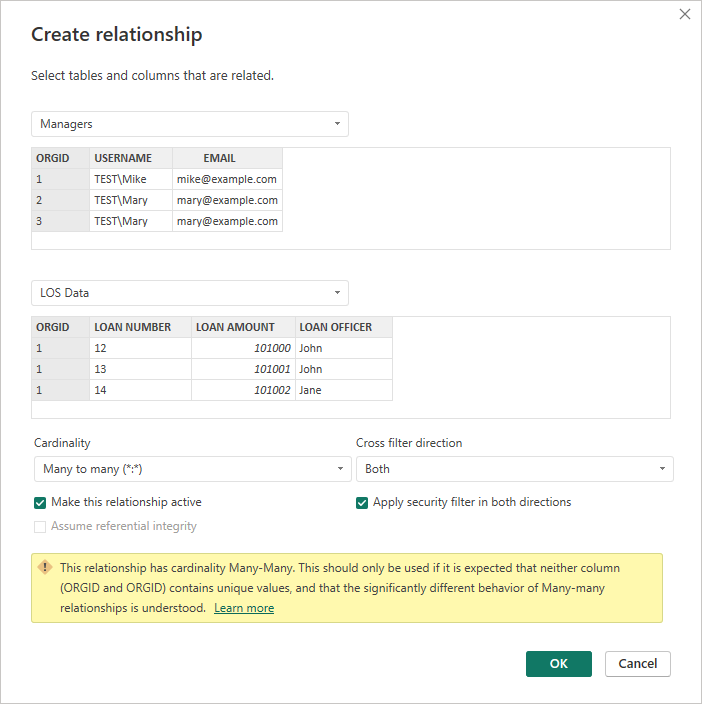 Create relationship
Select tables and columns that are related.
Managers
ORGID USERNAME EMAIL
1 TEST\Mike mike@example.com
2 TEST\Mary mary@example.com
3 TEST\Mary mary@example.com
LOS Data
ORGID LOAN NUMBER LOAN AMOUNT LOAN OFFICER
1 12 101000 John
1 13 101001 John
1 14 101002 Jane
Cardinality Cross filter direction
Many to many (*:*) Both
Make this relationship active Apply security filter in both directions
Assume referential integrity
This relationship has cardinality Many-Many. This should only be used if it is expected that neither column
(ORGID and ORGID) contains unique values, and that the significantly different behavior of Many-many
relationships is understood. Learn more
OK Cancel